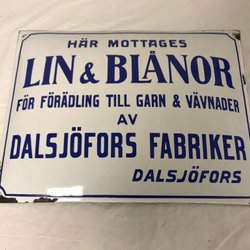 HÄR MOTTAGES
LIN & BLÅNOR
FÖR FÖRÄDLING TILL GARN & VÄVNADER
AV
DALSJÖFORS FABRIKER
DALSJÖFORS